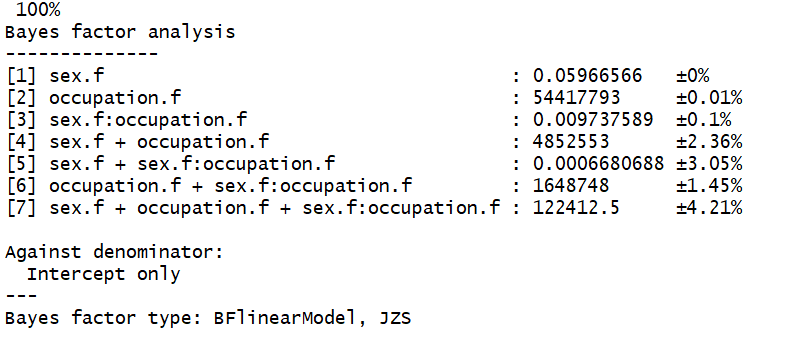 100%
Bayes factor analysis
--------------
[1] sex.f                                    : 0.05966566   ±0%
[2] occupation.f                             : 54417793     ±0.01%
[3] sex.f:occupation.f                       : 0.009737589  ±0.1%
[4] sex.f + occupation.f                     : 4852553      ±2.36%
[5] sex.f + sex.f:occupation.f               : 0.0006680688 ±3.05%
[6] occupation.f + sex.f:occupation.f        : 1648748      ±1.45%
[7] sex.f + occupation.f + sex.f:occupation.f : 122412.5     ±4.21%
Against denominator:
  Intercept only
---
Bayes factor type: BFlinearModel, JZS